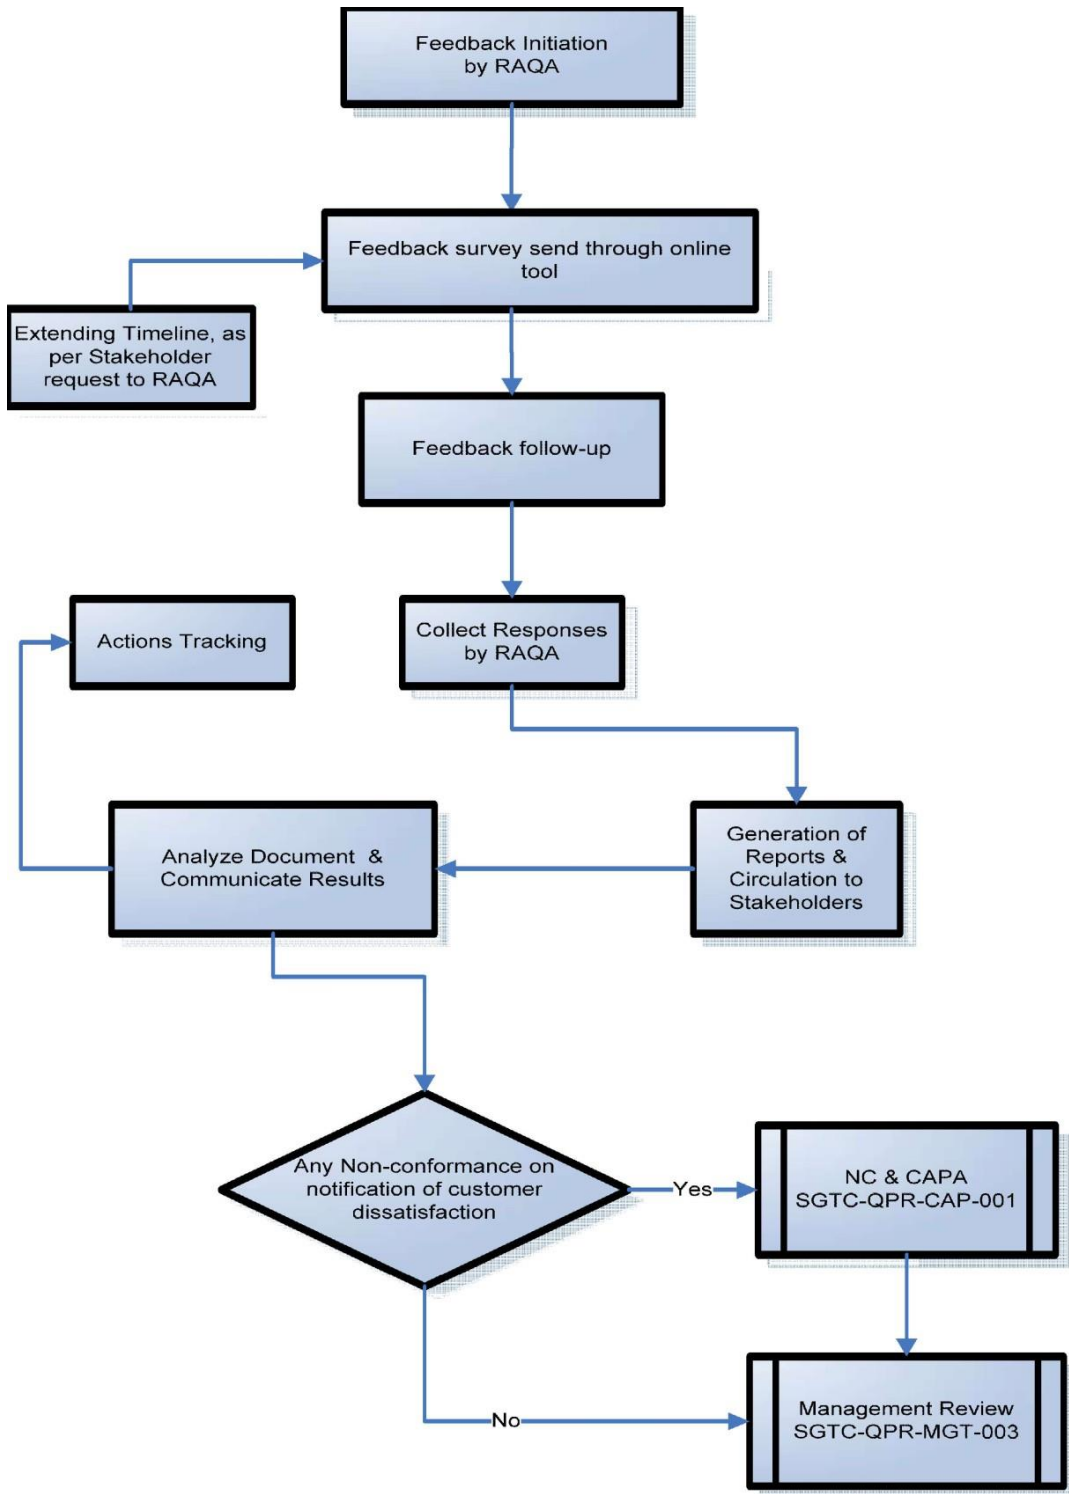 Feedback Initiation
by RAQA
Feedback survey send through online
tool
Extending Timeline, as
per Stakeholder
request to RAQA
Feedback follow-up
Actions Tracking
Collect Responses
by RAQA
Analyze Document &
Communicate Results
Generation of
Reports &
Circulation to
Stakeholders
Any Non-conformance on
notification of customer
dissatisfaction
Yes
NC & CAPA
SGTC-QPR-CAP-001
No
Management Review
SGTC-QPR-MGT-003